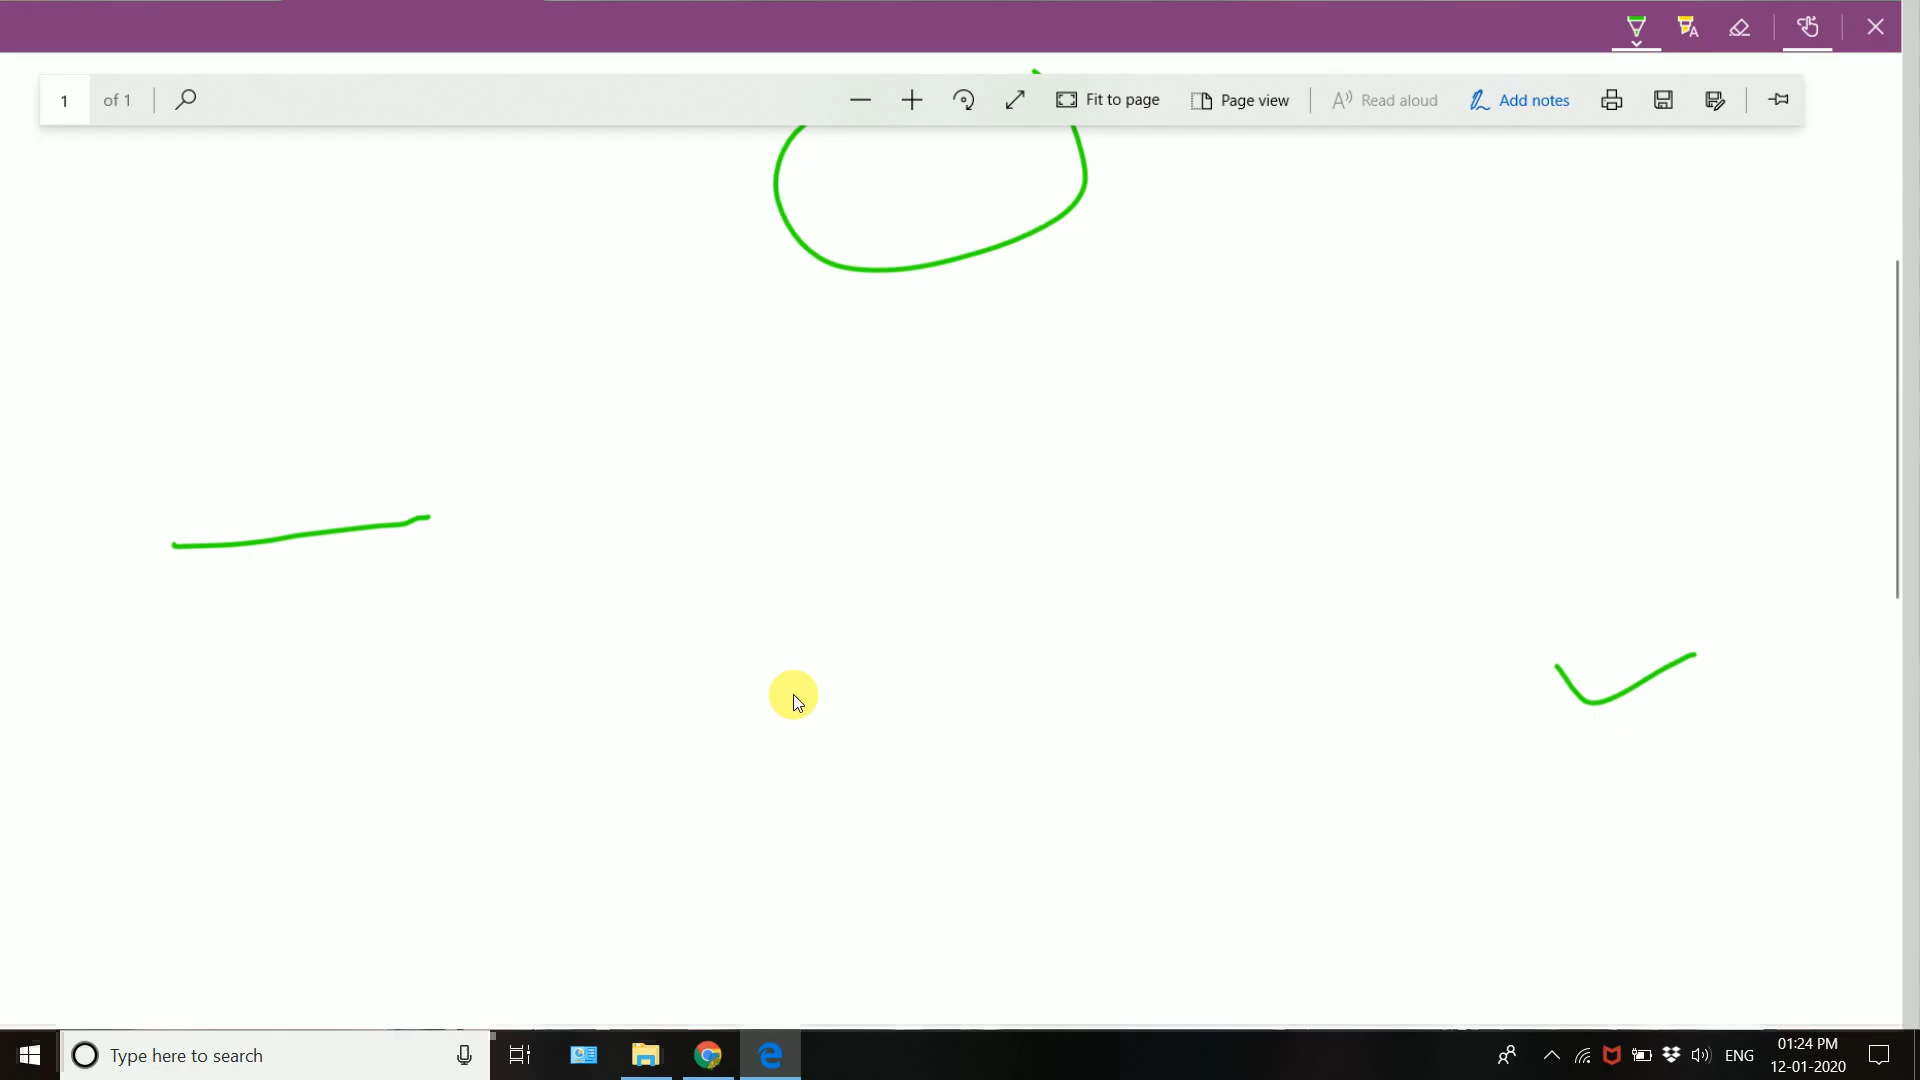 1 of 1 Fit to page Page view Read aloud Add notes
Type here to search ENG 01:24 PM
12-01-2020